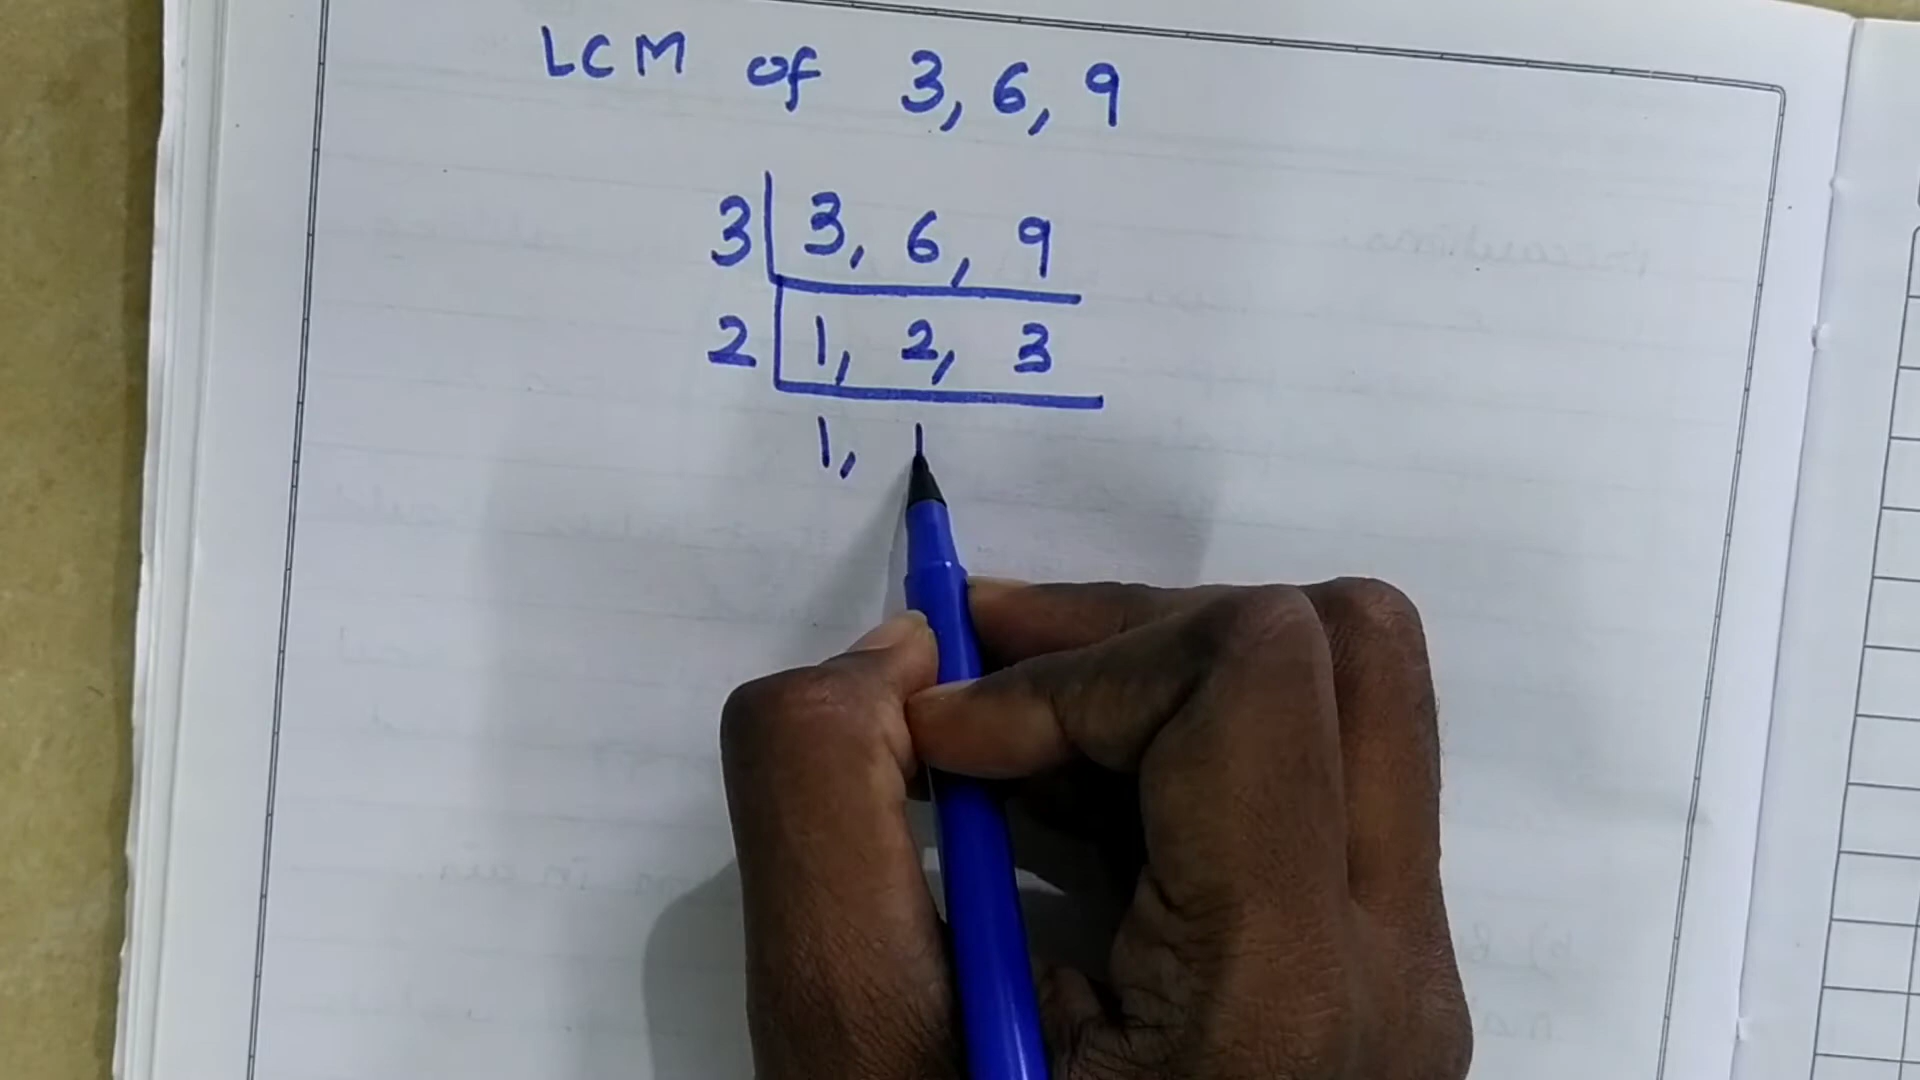 LCM of 3, 6, 9
3 3, 6, 9
2 1, 2, 3
1, 1